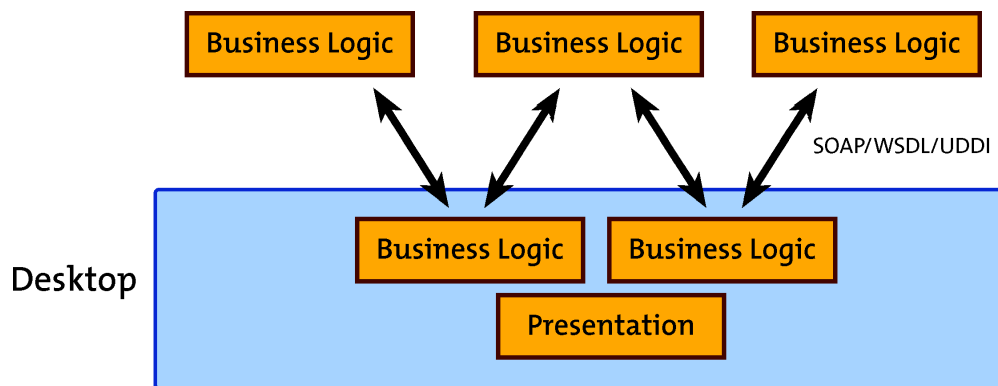 Business Logic
Business Logic
Business Logic
SOAP/WSDL/UDDI
Business Logic
Business Logic
Desktop
Presentation